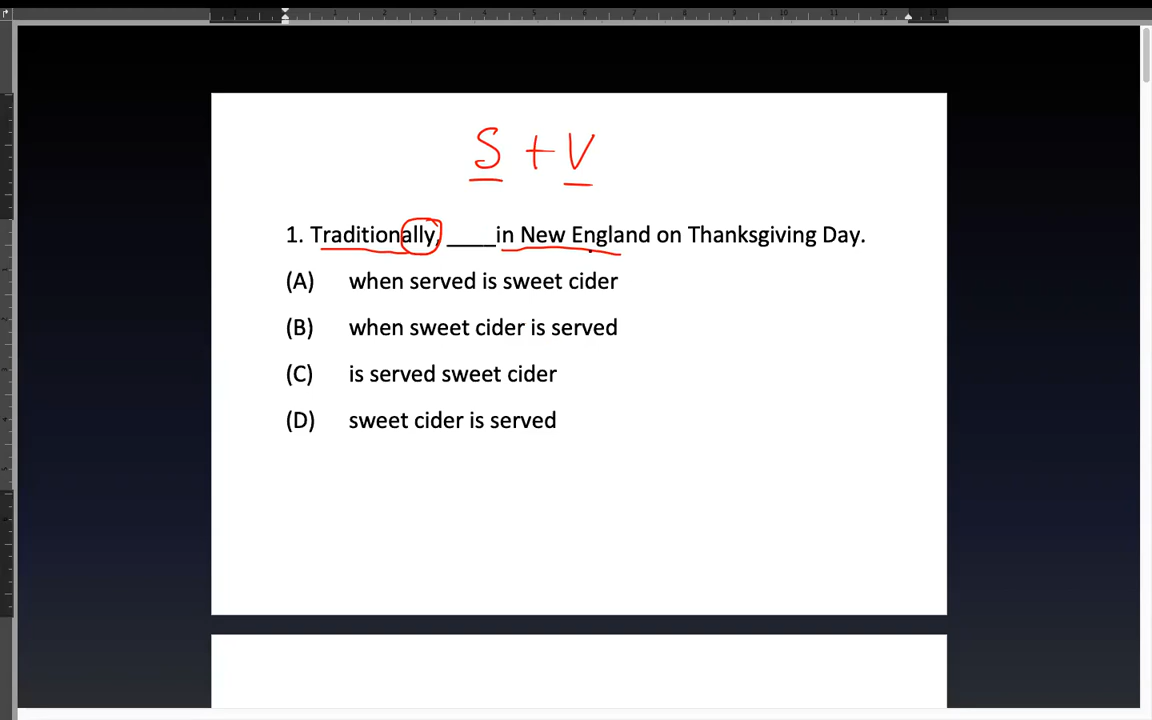 S + V
1. Traditionally, ____in New England on Thanksgiving Day.
(A) when served is sweet cider
(B) when sweet cider is served
(C) is served sweet cider
(D) sweet cider is served